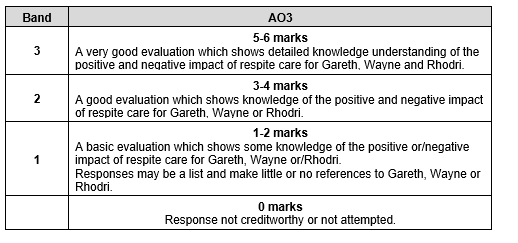 Band AO3
5-6 marks
3 A very good evaluation which shows detailed knowledge understanding of the
positive and negative impact of respite care for Gareth, Wayne and Rhodri.
3-4 marks
2 A good evaluation which shows knowledge of the positive and negative impact
of respite care for Gareth, Wayne or Rhodri.
1-2 marks
A basic evaluation which shows some knowledge of the positive or/negative
1 impact of respite care for Gareth, Wayne or/Rhodri.
Responses may be a list and make little or no references to Gareth, Wayne or
Rhodri.
0 marks
Response not creditworthy or not attempted.